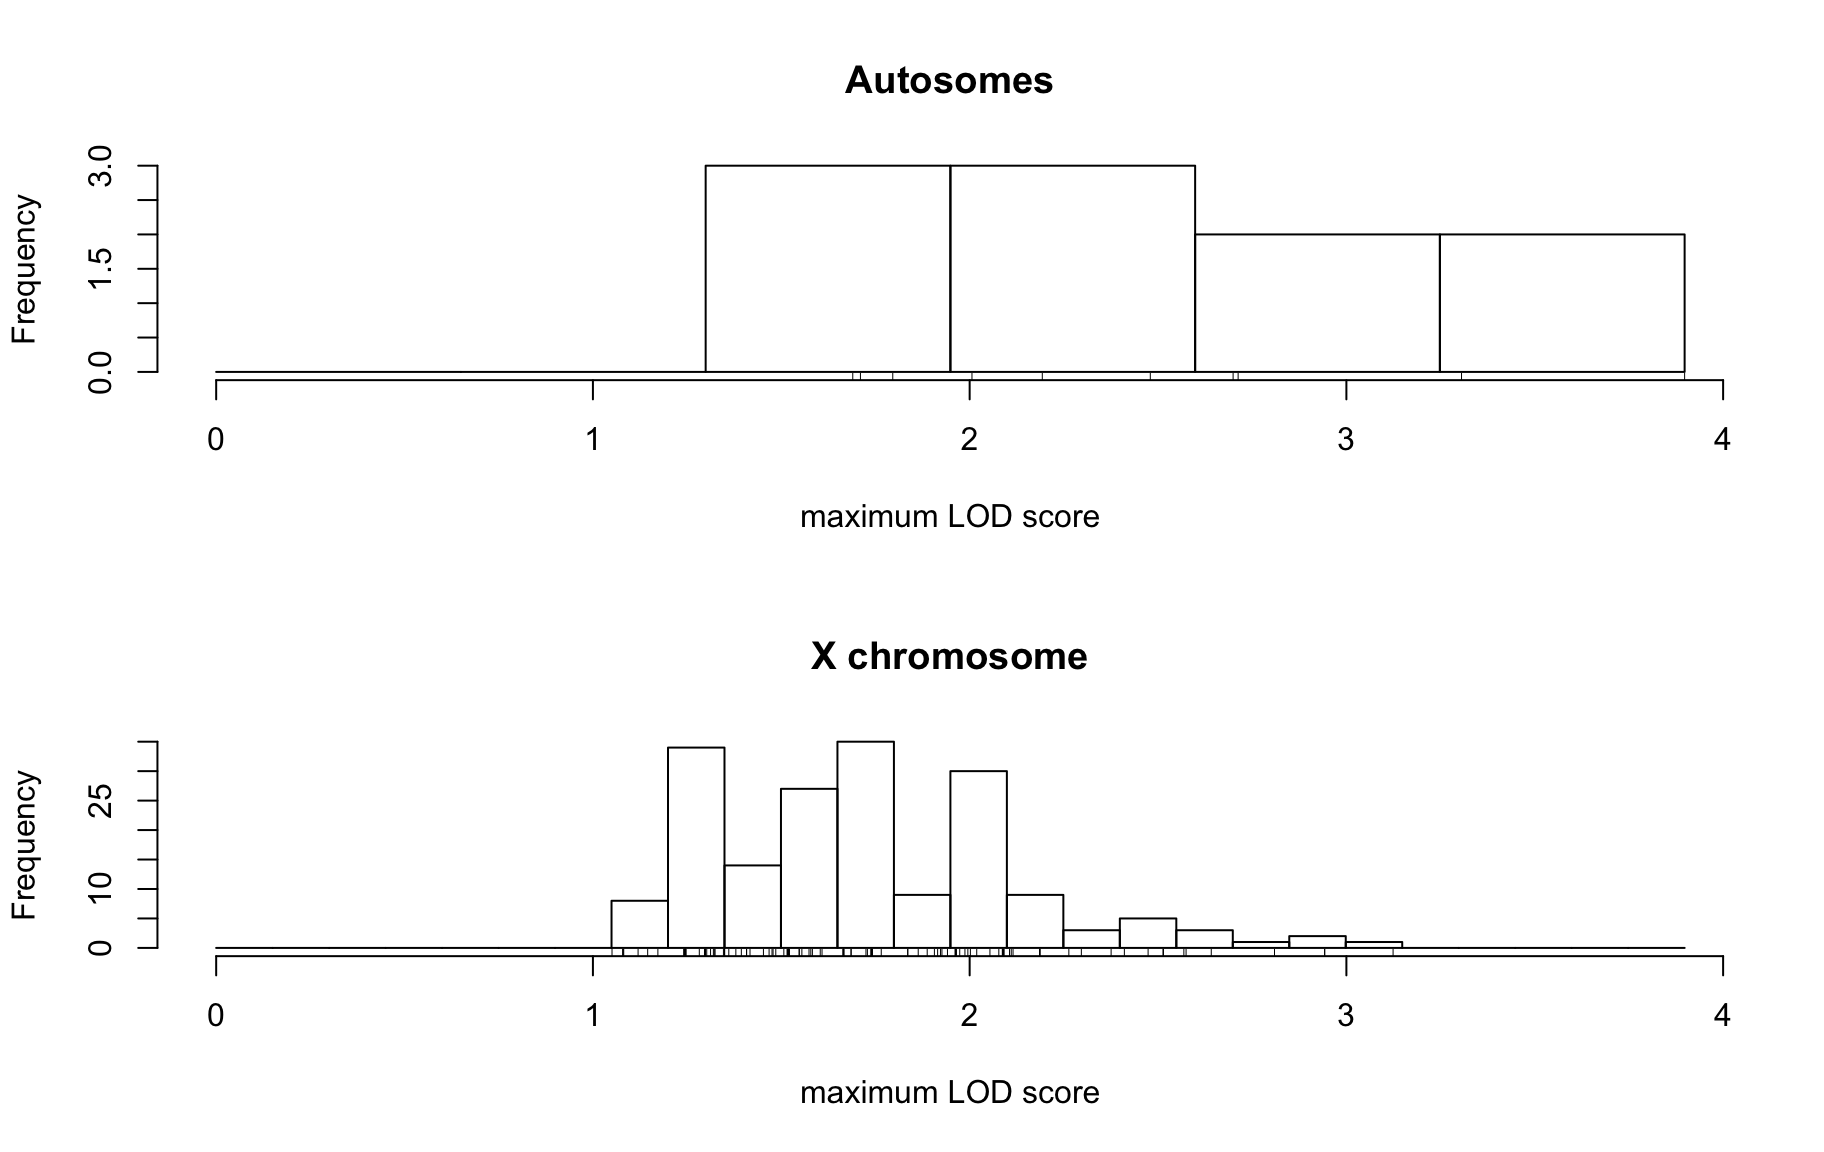 Autosomes
Frequency
3.0
1.5
0.0
0 1 2 3 4
maximum LOD score
X chromosome
Frequency
25
10
0
0 1 2 3 4
maximum LOD score